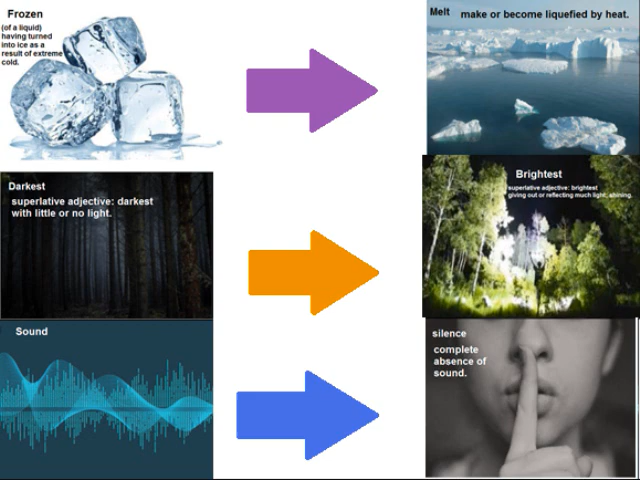 Frozen
(of a liquid)
having turned
into ice as a
result of extreme
cold.
Melt make or become liquefied by heat.
Darkest
superlative adjective: darkest
with little or no light.
Brightest
superlative adjective: brightest
giving out or reflecting much light; shining.
Sound
silence
complete
absence of
sound.